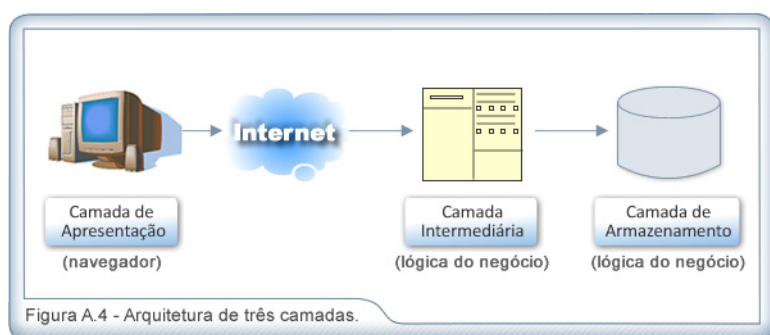 Internet
Camada de
Apresentação
(navegador)
Camada
Intermediária
(lógica do negócio)
Camada de
Armazenamento
(lógica do negócio)
Figura A.4 - Arquitetura de três camadas.